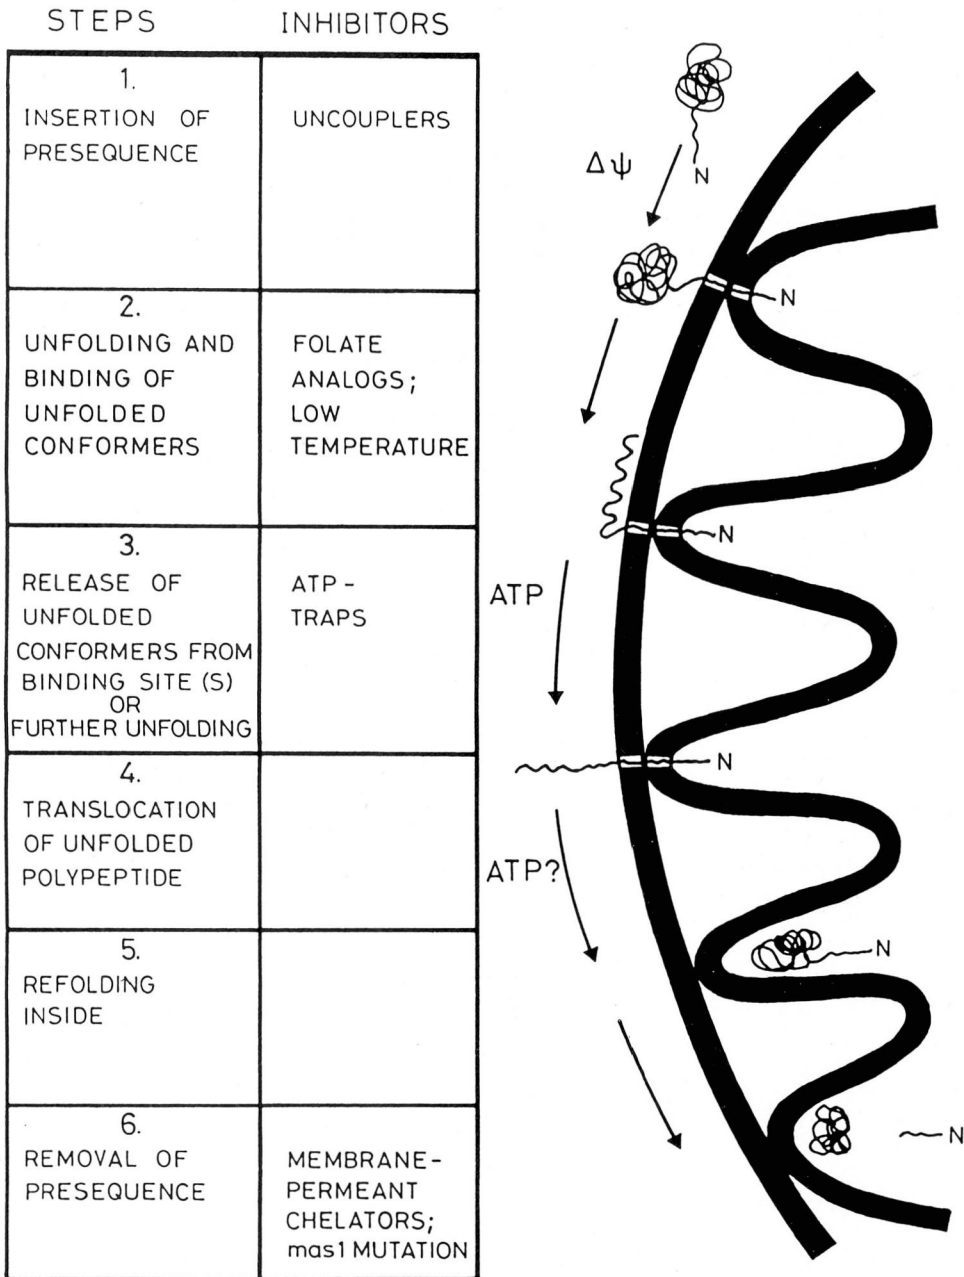 STEPS INHIBITORS
1.
INSERTION OF
PRESEQUENCE
UNCOUPLERS
2.
UNFOLDING AND
BINDING OF
UNFOLDED
CONFORMERS
FOLATE
ANALOGS;
LOW
TEMPERATURE
3.
RELEASE OF
UNFOLDED
CONFORMERS FROM
BINDING SITE (S)
OR
FURTHER UNFOLDING
ATP -
TRAPS
4.
TRANSLOCATION
OF UNFOLDED
POLYPEPTIDE
5.
REFOLDING
INSIDE
6.
REMOVAL OF
PRESEQUENCE
MEMBRANE-
PERMEANT
CHELATORS;
mas1 MUTATION
N
Δψ
N
N
ATP
N
ATP?
N
N